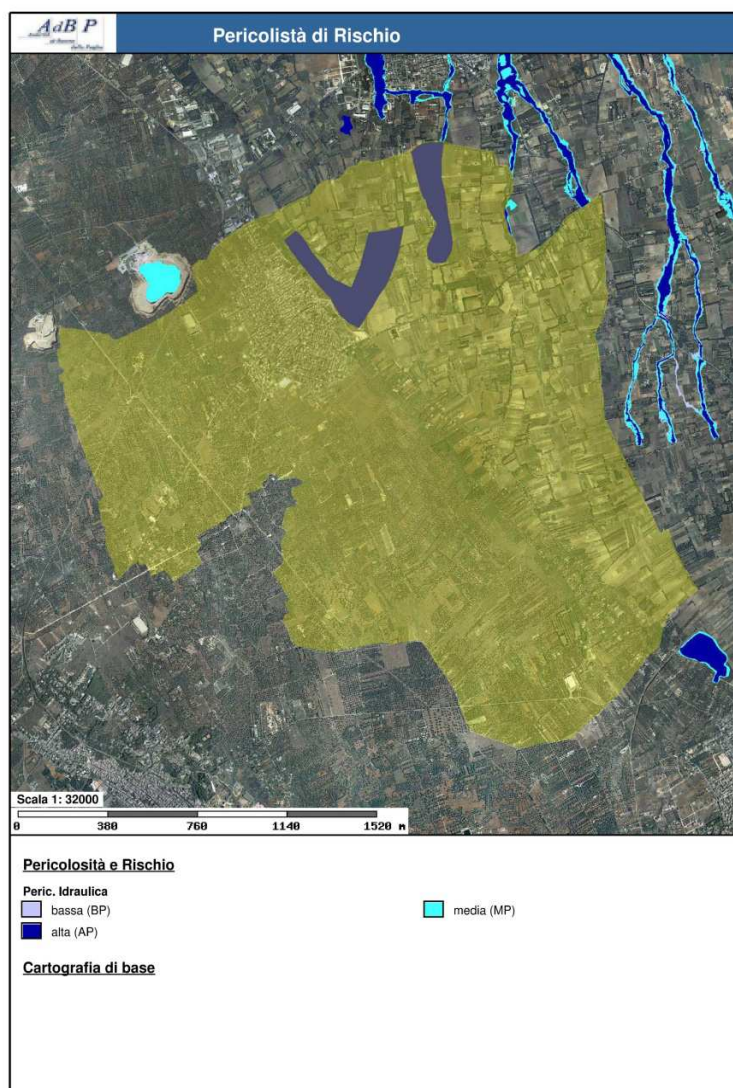 AdBP
Pericolistà di Rischio
Scala 1: 32000
0 380 760 1140 1520 m
Pericolosità e Rischio
Peric. Idraulica
bassa (BP)
media (MP)
alta (AP)
Cartografia di base